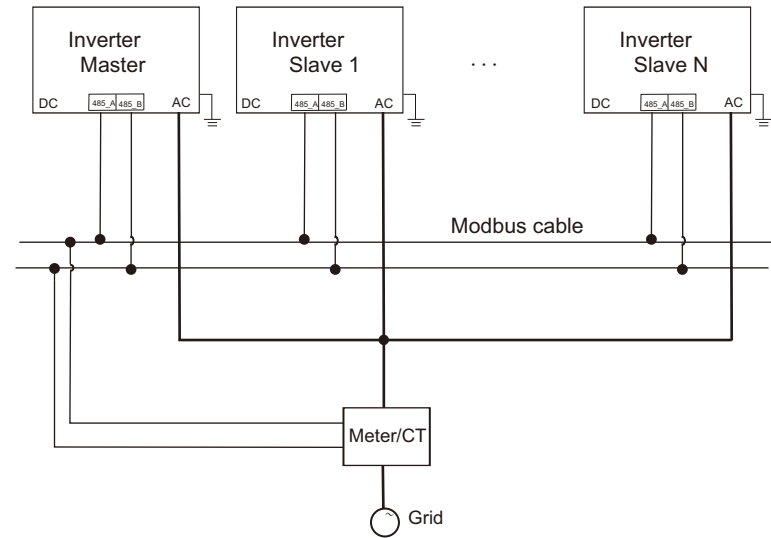 Inverter
Master
DC
485_A
485_B
AC
Inverter
Slave 1
DC
485_A
485_B
AC
. . .
Inverter
Slave N
DC
485_A
485_B
AC
Modbus cable
Meter/CT
~
Grid